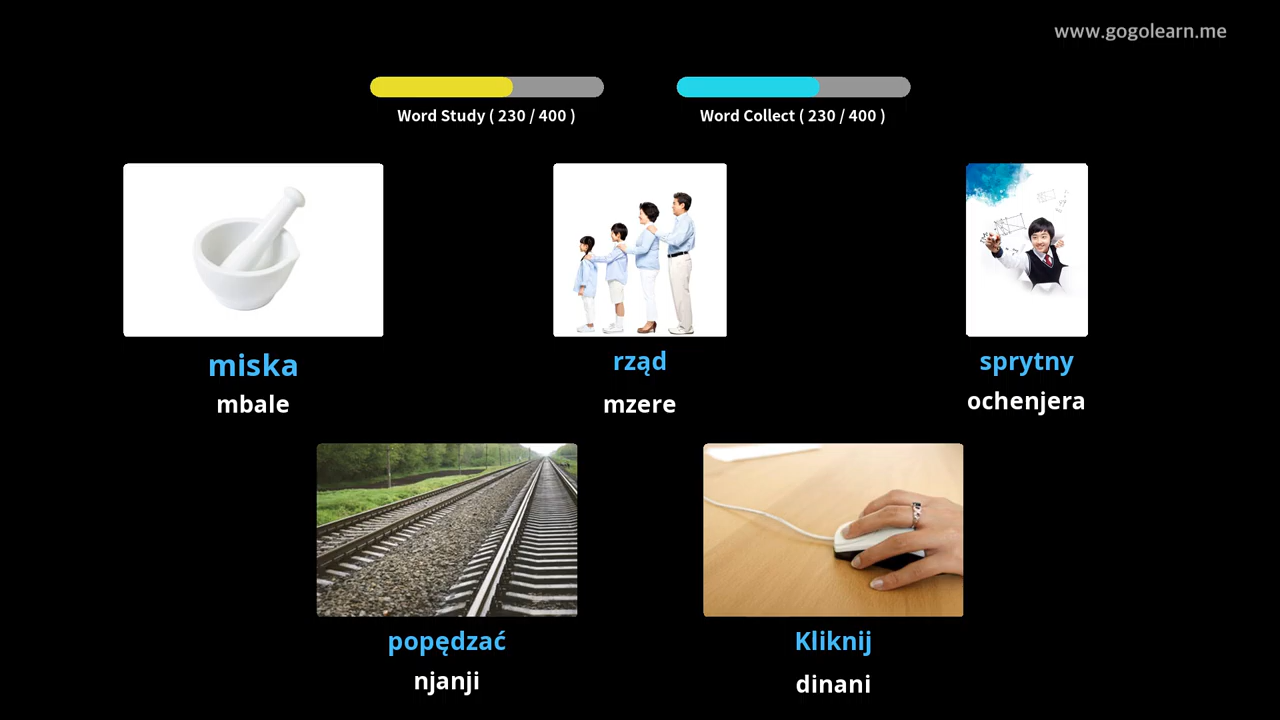 www.gogolearn.me
Word Study ( 230 / 400 )
Word Collect ( 230 / 400 )
miska
mbale
rząd
mzere
sprytny
ochenjera
popędzać
njanji
Kliknij
dinani